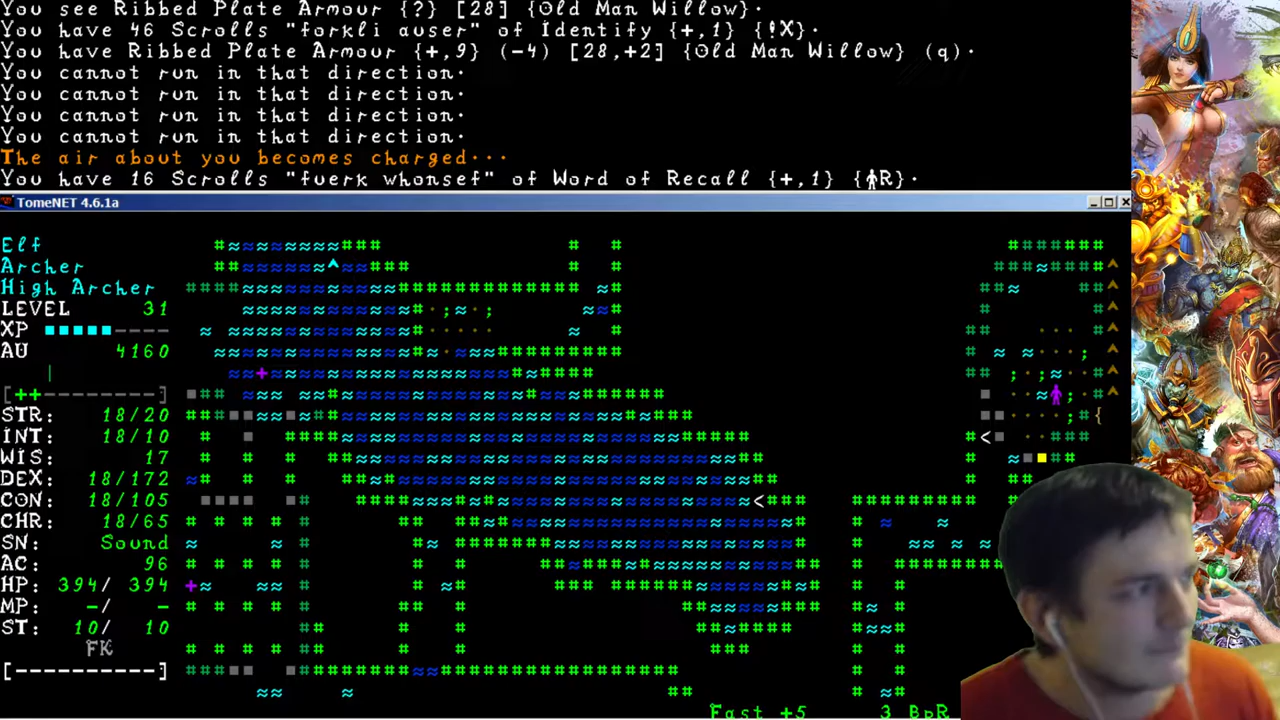 You see Ribbed Plate Armour {?} [28] {Old Man Willow}.
You have 46 Scrolls "forkli auser" of Identify {+,1} {!X}.
You have Ribbed Plate Armour {+,9} (-4) [28,+2] {Old Man Willow} (q).
You cannot run in that direction.
You cannot run in that direction.
You cannot run in that direction.
You cannot run in that direction.
The air about you becomes charged...
You have 16 Scrolls "fuerk whonsef" of Word of Recall {+,1} {R}.
TomeNET 4.6.1a
Elf
Archer
High Archer
LEVEL 31
XP
AU 4160
[++--------]
STR: 18/20
INT: 18/10
WIS: 17
DEX: 18/172
CON: 18/105
CHR: 18/65
SN: Sound
AC: 96
HP: 394/ 394
MP: -/ -
ST: 10/ 10
FK
[----------]
Fast +5 3 BpR